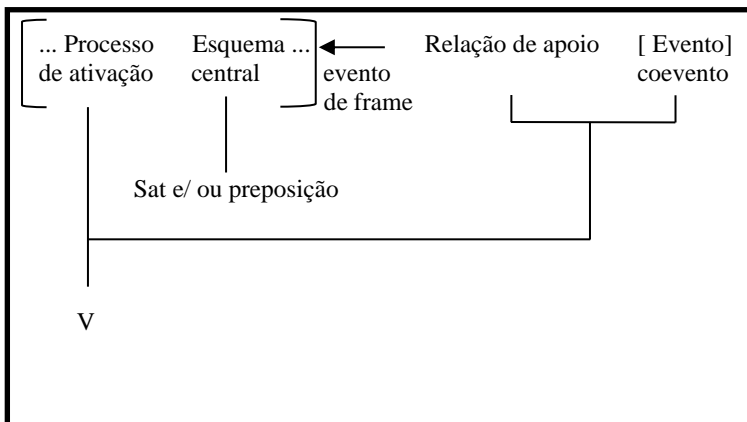 ... Processo Esquema ... Relação de apoio [ Evento]
de ativação central evento coevento
de frame
Sat e/ ou preposição
V